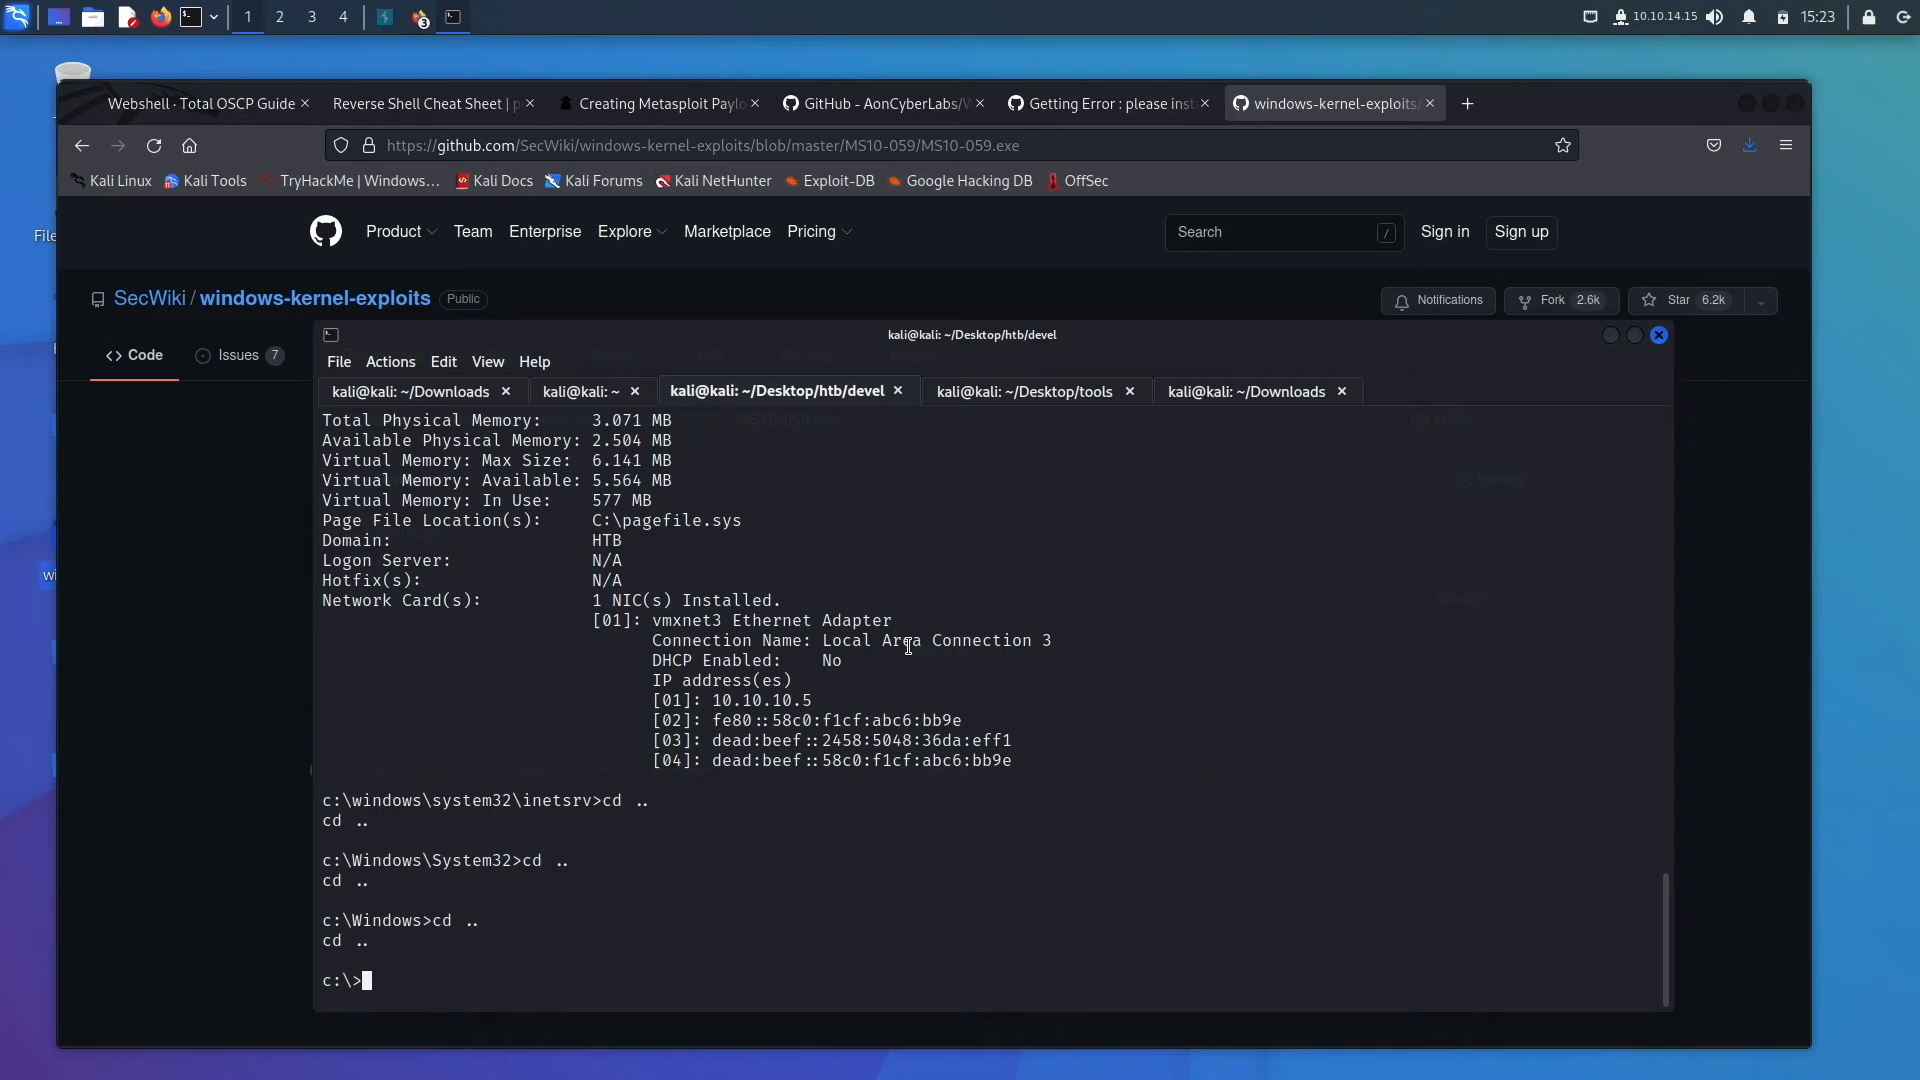 1 2 3 4 3 10.10.14.15 15:23
Webshell · Total OSCP Guide
Reverse Shell Cheat Sheet | p
Creating Metasploit Paylo
GitHub - AonCyberLabs/W
Getting Error : please inst
windows-kernel-exploits/
https://github.com/SecWiki/windows-kernel-exploits/blob/master/MS10-059/MS10-059.exe
Kali Linux Kali Tools TryHackMe | Windows... Kali Docs Kali Forums Kali NetHunter Exploit-DB Google Hacking DB OffSec
File
Product Team Enterprise Explore Marketplace Pricing Search / Sign in Sign up
SecWiki / windows-kernel-exploits Public Notifications Fork 2.6k Star 6.2k
Code Issues 7
wi
kali@kali: ~/Desktop/htb/devel
File Actions Edit View Help
kali@kali: ~/Downloads kali@kali: ~ kali@kali: ~/Desktop/htb/devel kali@kali: ~/Desktop/tools kali@kali: ~/Downloads
Total Physical Memory: 3.071 MB
MS10-059.exe
Available Physical Memory: 2.504 MB
Virtual Memory: Max Size: 6.141 MB
Virtual Memory: Available: 5.564 MB
History
Virtual Memory: In Use: 577 MB
Page File Location(s): C:\pagefile.sys
Domain: HTB
Logon Server: N/A
Hotfix(s): N/A
Network Card(s): 1 NIC(s) Installed.
[01]: vmxnet3 Ethernet Adapter
Connection Name: Local Area Connection 3
DHCP Enabled: No
IP address(es)
[01]: 10.10.10.5
[02]: fe80::58c0:f1cf:abc6:bb9e
[03]: dead:beef::2458:5048:36da:eff1
[04]: dead:beef::58c0:f1cf:abc6:bb9e
c:\windows\system32\inetsrv>cd ..
cd ..
c:\Windows\System32>cd ..
cd ..
c:\Windows>cd ..
cd ..
c:\>